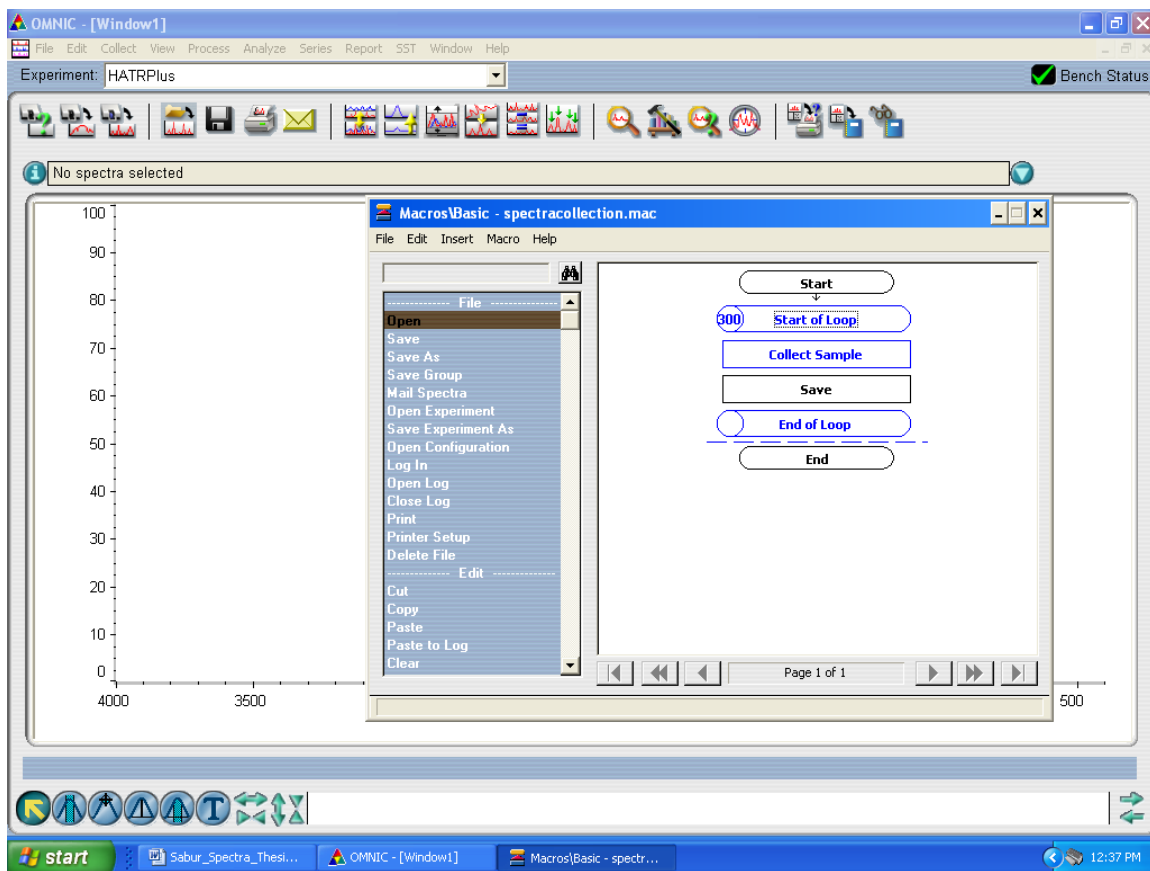 OMNIC - [Window1]
File Edit Collect View Process Analyze Series Report SST Window Help
Experiment: HATRPlus
Bench Status
No spectra selected
100
90
80
70
60
50
40
30
20
10
0
4000 3500 500
Macros\Basic - spectracollection.mac
File Edit Insert Macro Help
File
Open
Save
Save As
Save Group
Mail Spectra
Open Experiment
Save Experiment As
Open Configuration
Log In
Open Log
Close Log
Print
Printer Setup
Delete File
Edit
Cut
Copy
Paste
Paste to Log
Clear
Start
300 Start of Loop
Collect Sample
Save
End of Loop
End
Page 1 of 1
T
start Sabur_Spectra_Thesi... OMNIC - [Window1] Macros\Basic - spectr... 12:37 PM